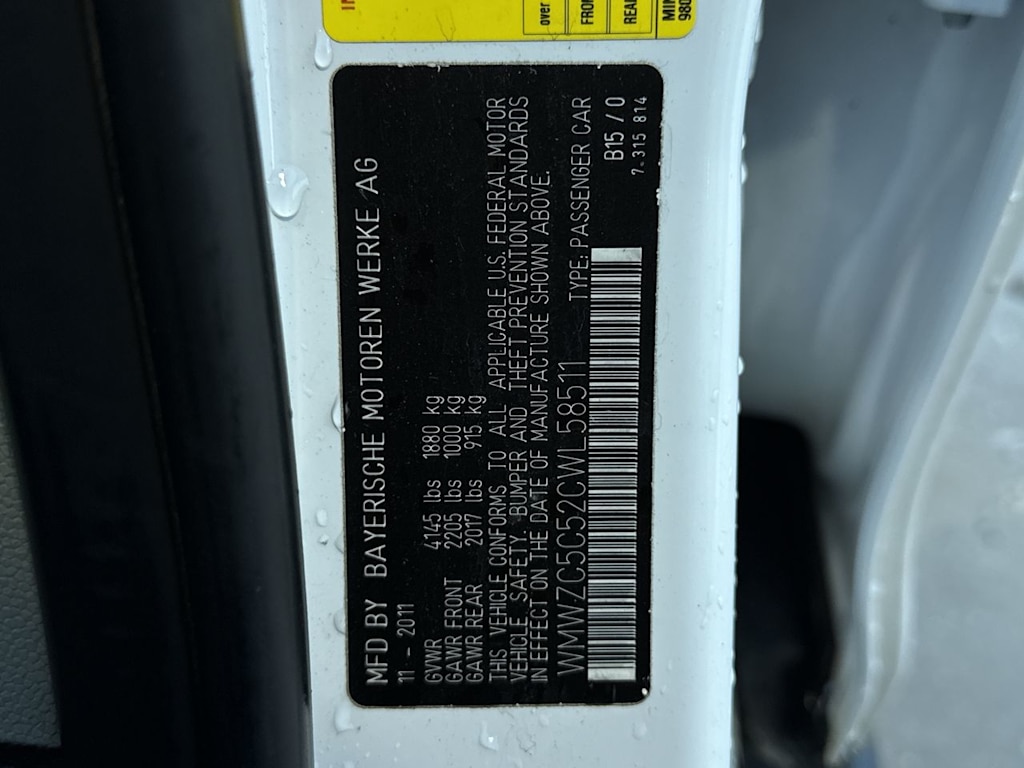 MFD BY BAYERISCHE MOTOREN WERKE AG
11 - 2011
GVWR 4145 lbs 1880 kg
GAWR FRONT 2205 lbs 1000 kg
GAWR REAR 2017 lbs 915 kg
THIS VEHICLE CONFORMS TO ALL APPLICABLE U.S. FEDERAL MOTOR
VEHICLE SAFETY, BUMPER AND THEFT PREVENTION STANDARDS
IN EFFECT ON THE DATE OF MANUFACTURE SHOWN ABOVE.
WMWZC5C52CWL58511 TYPE: PASSENGER CAR
B15 / 0
7-315 814
over